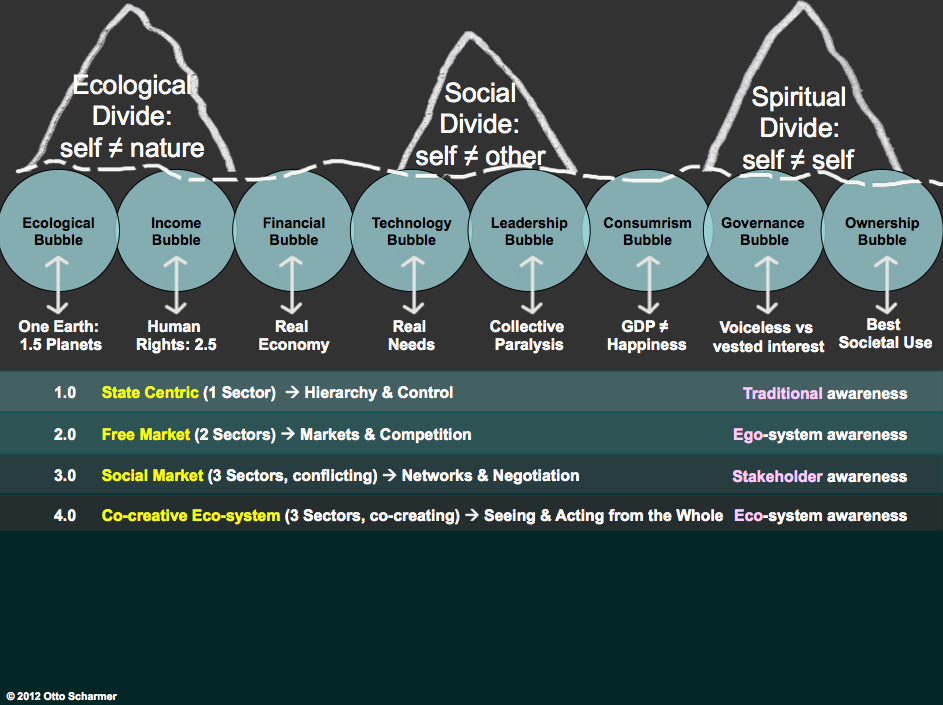 Ecological
Divide:
self ≠ nature
Social
Divide:
self ≠ other
Spiritual
Divide:
self ≠ self
Ecological
Bubble
Income
Bubble
Financial
Bubble
Technology
Bubble
Leadership
Bubble
Consumrism
Bubble
Governance
Bubble
Ownership
Bubble
One Earth:
1.5 Planets
Human
Rights: 2.5
Real
Economy
Real
Needs
Collective
Paralysis
GDP ≠
Happiness
Voiceless vs
vested interest
Best
Societal Use
1.0 State Centric (1 Sector) → Hierarchy & Control Traditional awareness
2.0 Free Market (2 Sectors) → Markets & Competition Ego-system awareness
3.0 Social Market (3 Sectors, conflicting) → Networks & Negotiation Stakeholder awareness
4.0 Co-creative Eco-system (3 Sectors, co-creating) → Seeing & Acting from the Whole Eco-system awareness
© 2012 Otto Scharmer